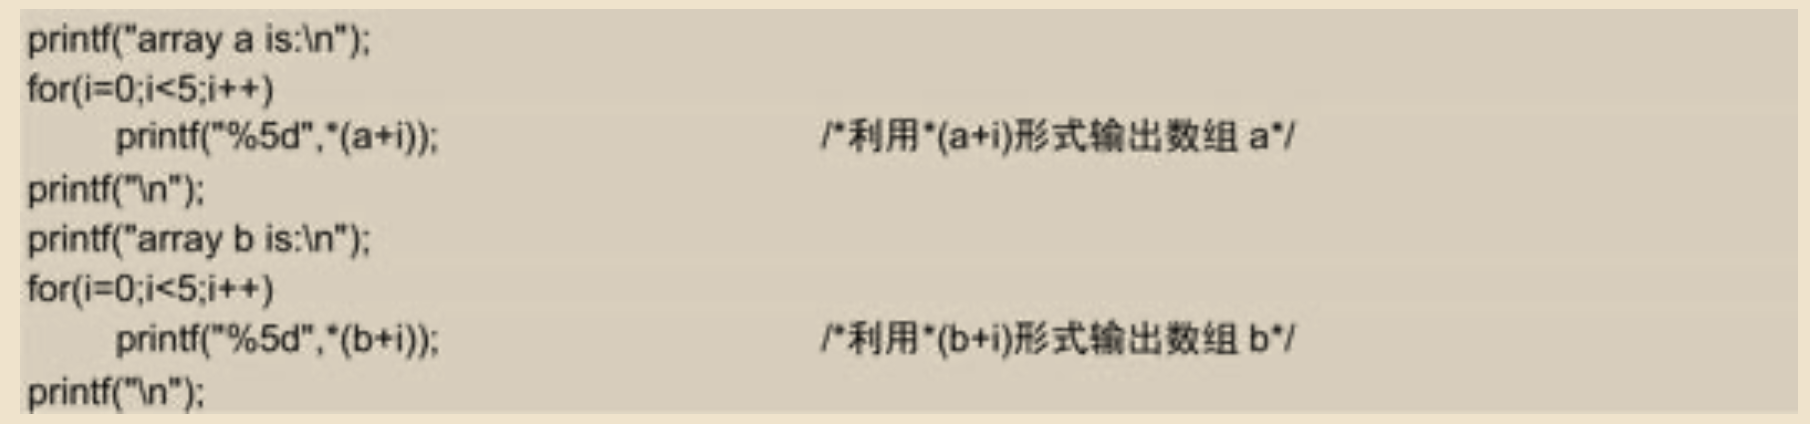 printf("array a is:\n");
for(i=0;i<5;i++)
printf("%5d",*(a+i)); /*利用*(a+i)形式输出数组 a*/
printf("\n");
printf("array b is:\n");
for(i=0;i<5;i++)
printf("%5d",*(b+i)); /*利用*(b+i)形式输出数组 b*/
printf("\n");